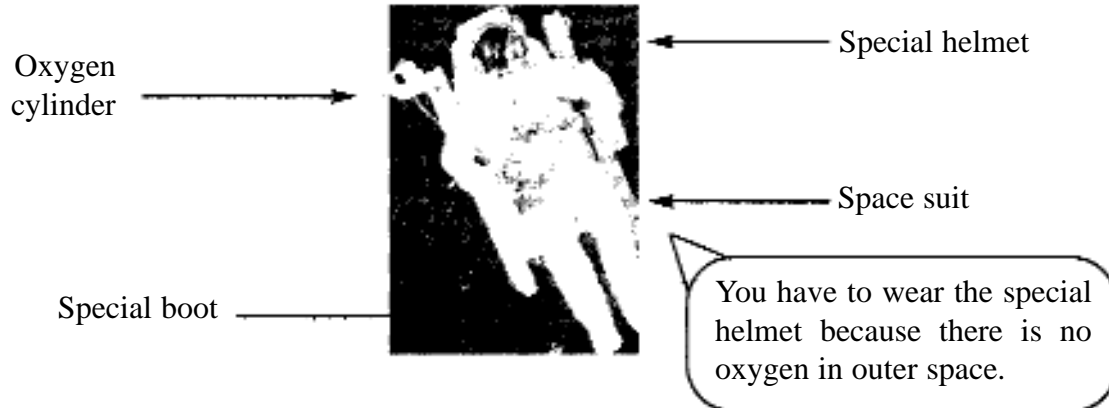 Special helmet
Oxygen
cylinder
Space suit
Special boot
You have to wear the special
helmet because there is no
oxygen in outer space.